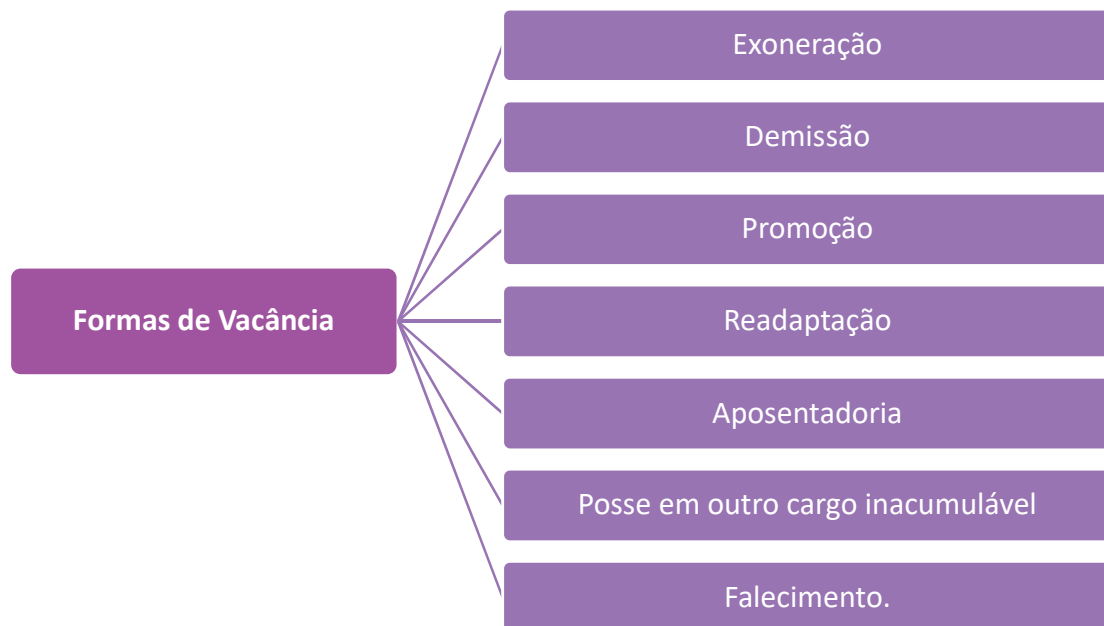 Formas de Vacância
Exoneração
Demissão
Promoção
Readaptação
Aposentadoria
Posse em outro cargo inacumulável
Falecimento.